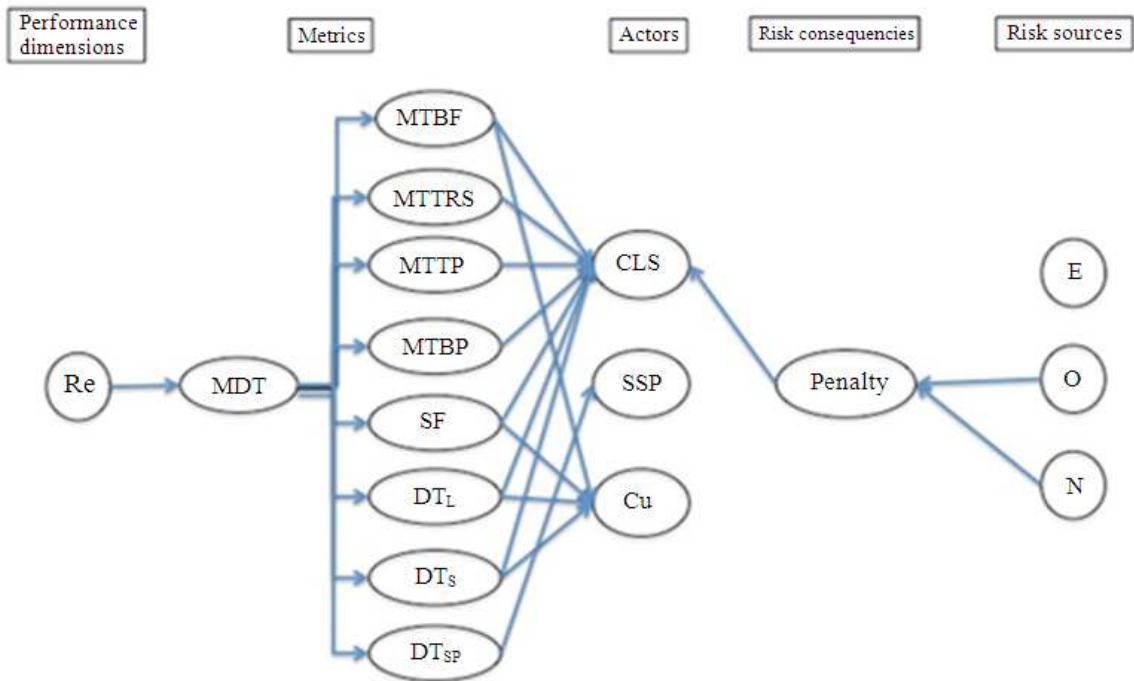 Performance
dimensions
Metrics
Actors
Risk consequencies
Risk sources
MTBF
MTTRS
MTTP
MTBP
SF
DTL
DTS
DTSP
Re
MDT
CLS
SSP
Cu
Penalty
E
O
N